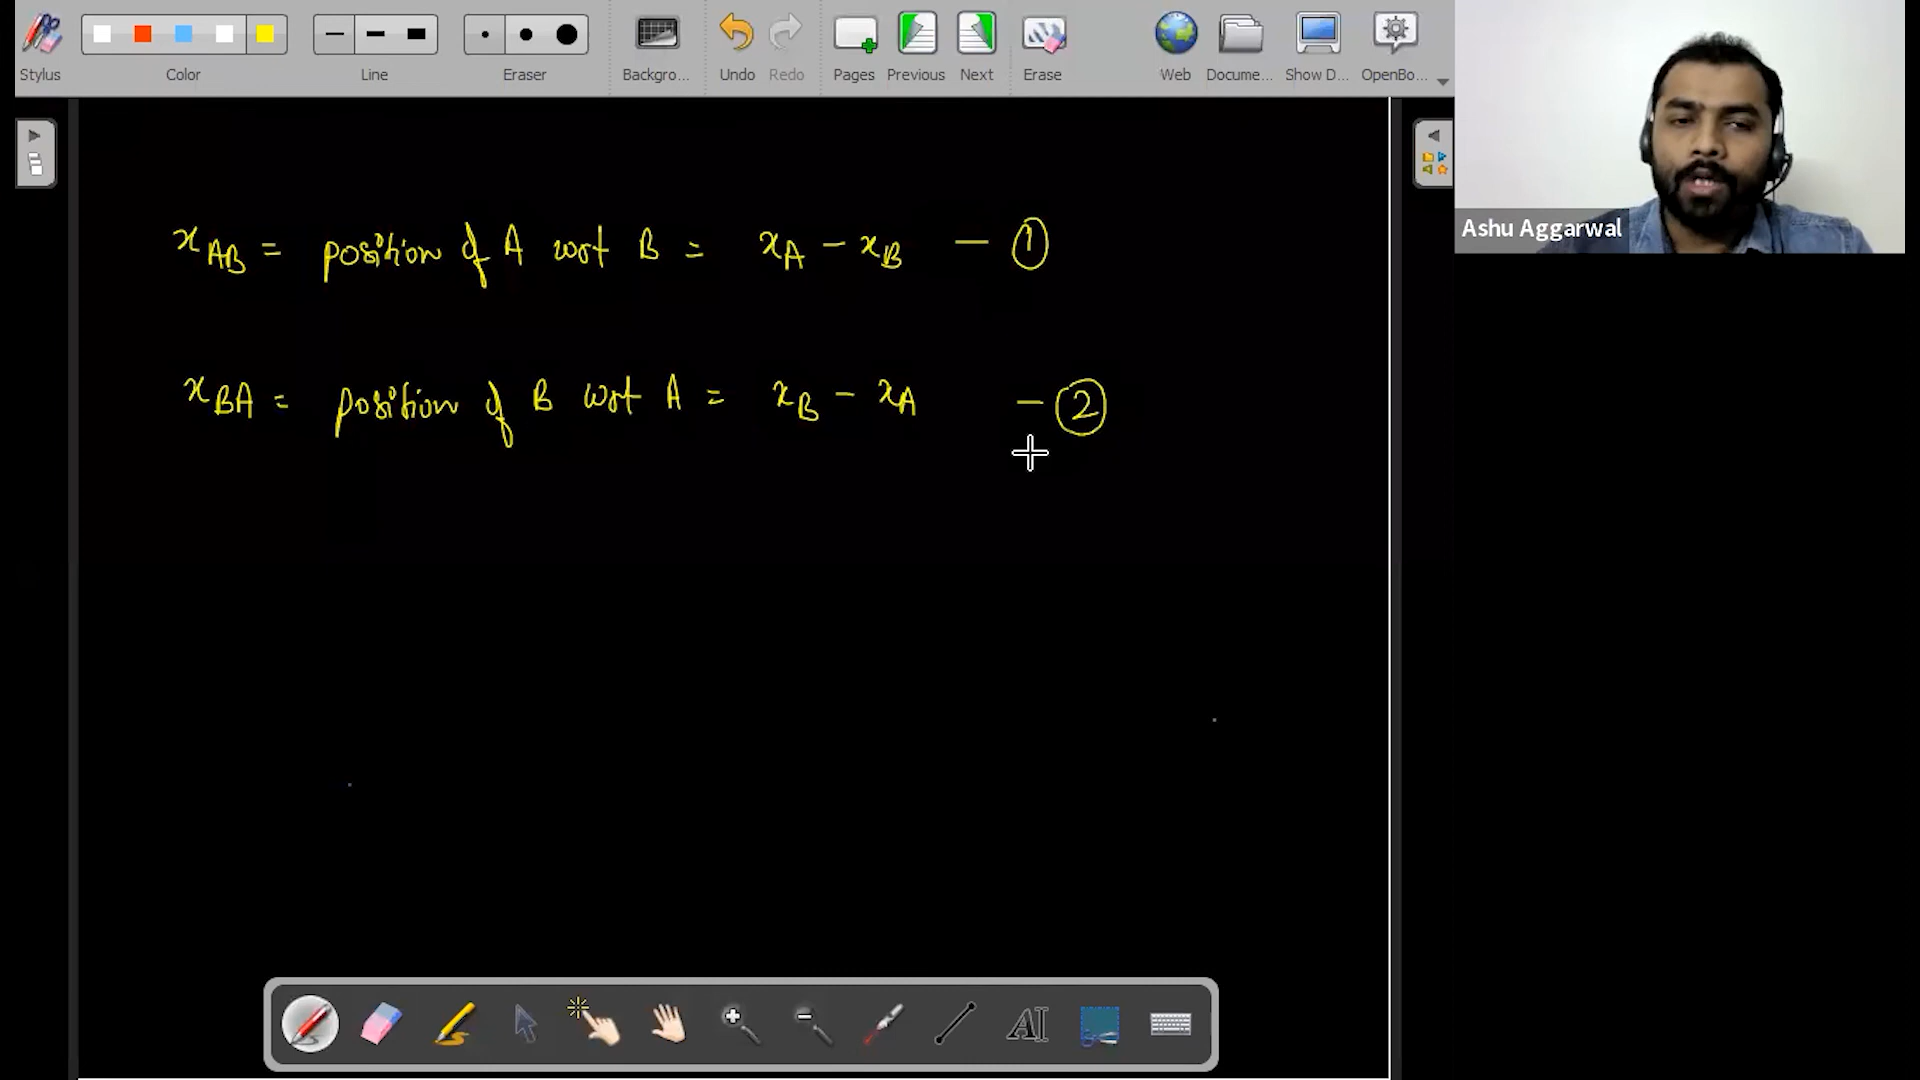 Stylus Color Line Eraser Backgro... Undo Redo Pages Previous Next Erase Web Docume... Show D... OpenBo...
Ashu Aggarwal
x_AB = position of A wrt B = x_A - x_B — ①
x_BA = position of B wrt A = x_B - x_A — ②
AI